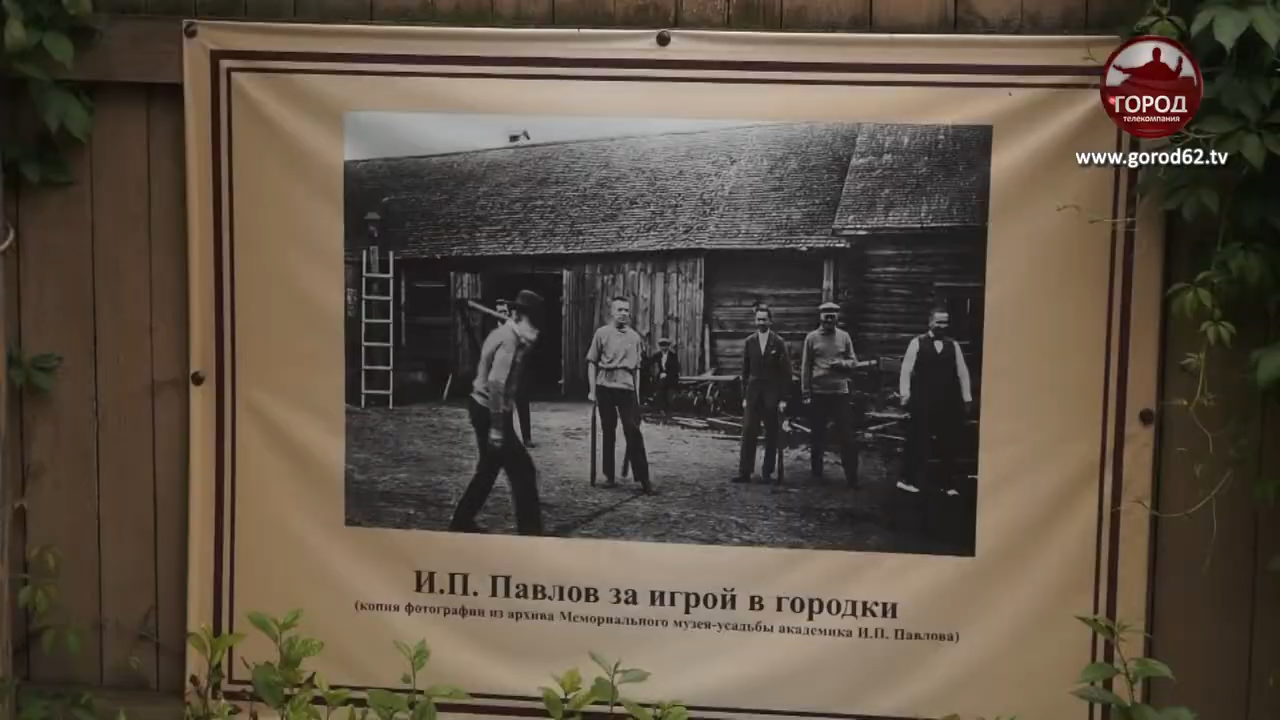 ГОРОД
телекомпания
www.gorod62.tv
И.П. Павлов за игрой в городки
(копия фотографии из архива Мемориального музея-усадьбы академика И.П. Павлова)